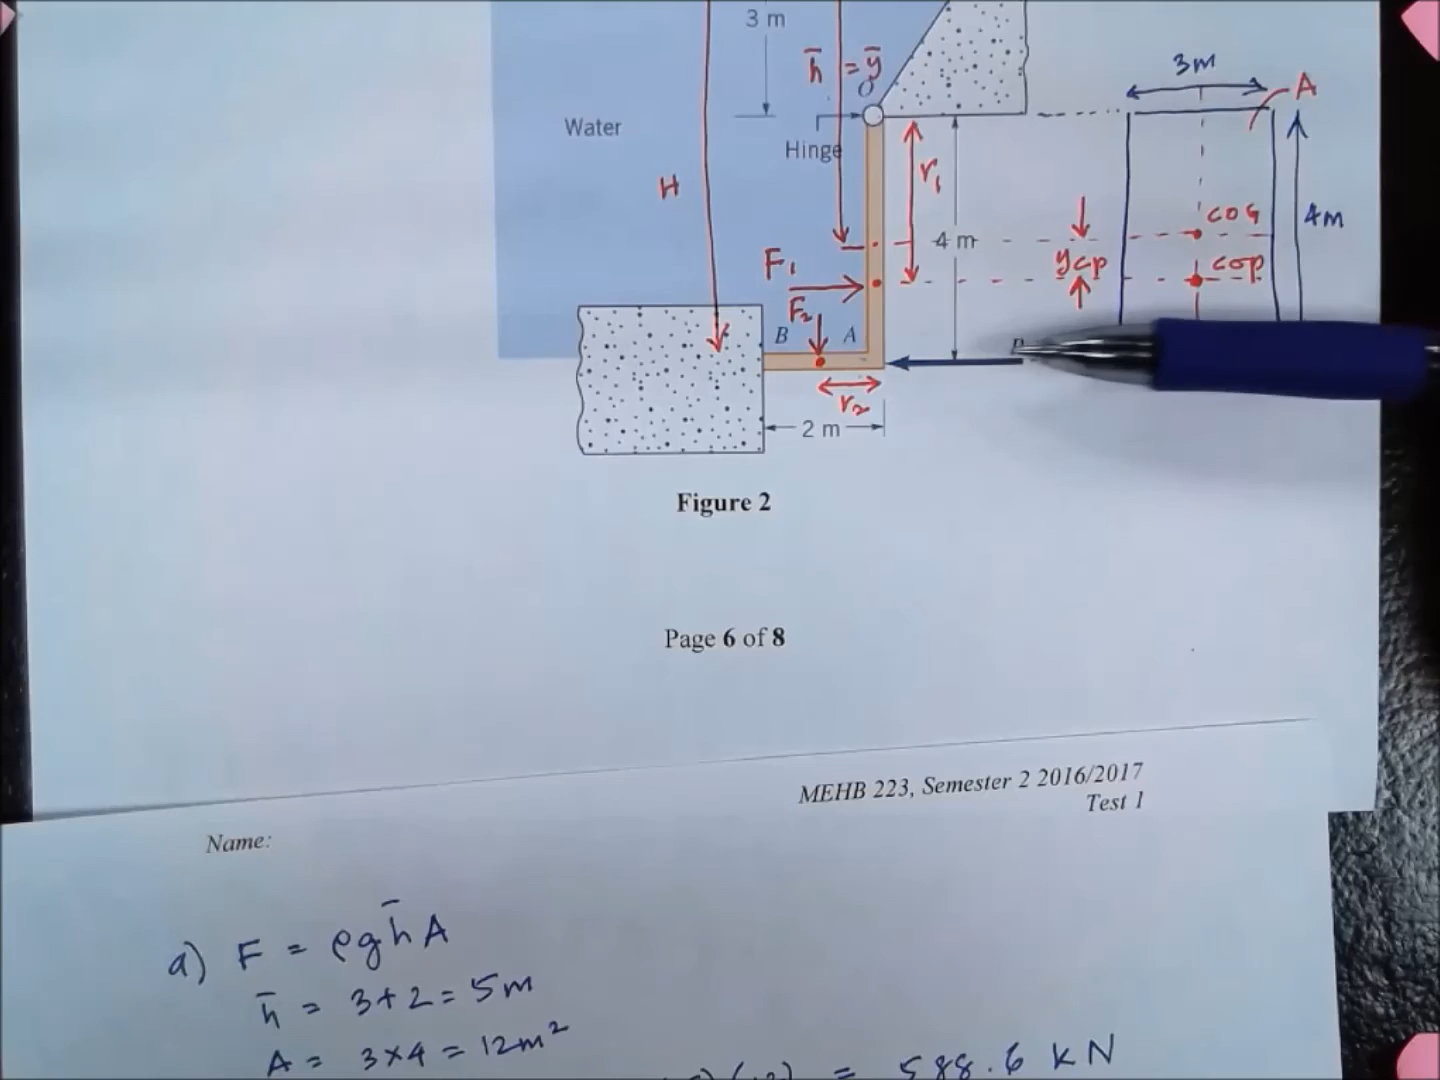 3 m
h̄ = ȳ
O
Water
Hinge
H
r₁
4 m
F₁
F₂
B
A
r₂
2 m
3m
A
COG
4m
ycp
COP
Figure 2
Page 6 of 8
MEHB 223, Semester 2 2016/2017
Test 1
Name:
a) F = ρgh̄A
h̄ = 3+2 = 5m
A = 3×4 = 12m²
= 588.6 kN